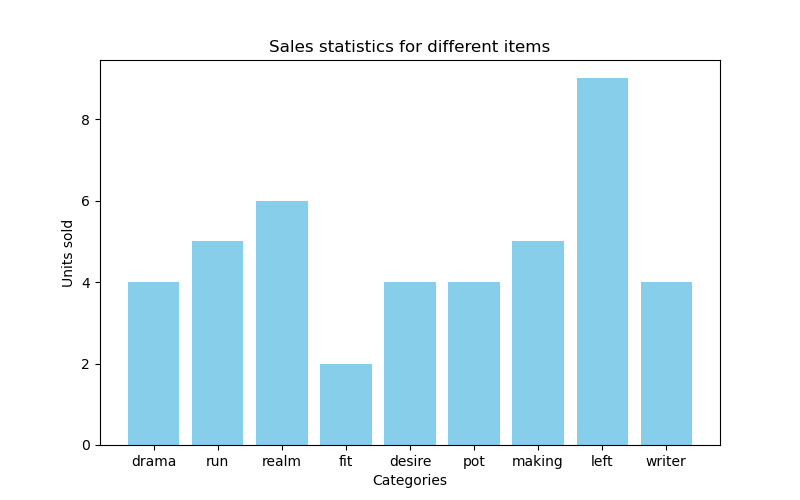 Sales statistics for different items
Units sold
8
6
4
2
0
drama run realm fit desire pot making left writer
Categories